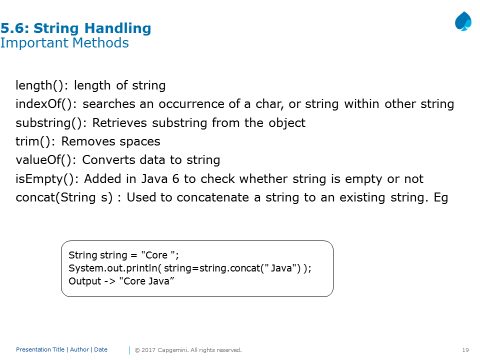 5.6: String Handling
Important Methods
length(): length of string
indexOf(): searches an occurrence of a char, or string within other string
substring(): Retrieves substring from the object
trim(): Removes spaces
valueOf(): Converts data to string
isEmpty(): Added in Java 6 to check whether string is empty or not
concat(String s) : Used to concatenate a string to an existing string. Eg
String string = "Core ";
System.out.println( string=string.concat(" Java") );
Output -> "Core Java”
Presentation Title | Author | Date
© 2017 Capgemini. All rights reserved.
19